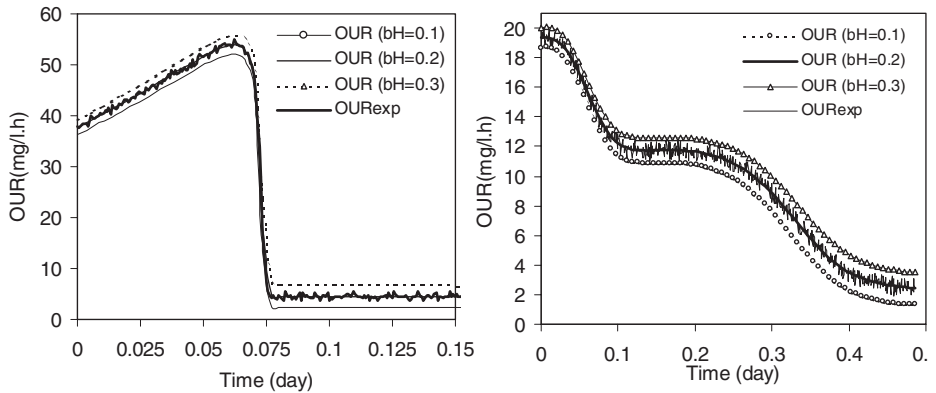 60
50
40
30
20
10
0
OUR(mg/l.h)
0 0.025 0.05 0.075 0.1 0.125 0.15
Time (day)
OUR (bH=0.1)
OUR (bH=0.2)
OUR (bH=0.3)
OURexp
20
18
16
14
12
10
8
6
4
2
0
OUR(mg/l.h)
0 0.1 0.2 0.3 0.4 0.
Time (day)
OUR (bH=0.1)
OUR (bH=0.2)
OUR (bH=0.3)
OURexp